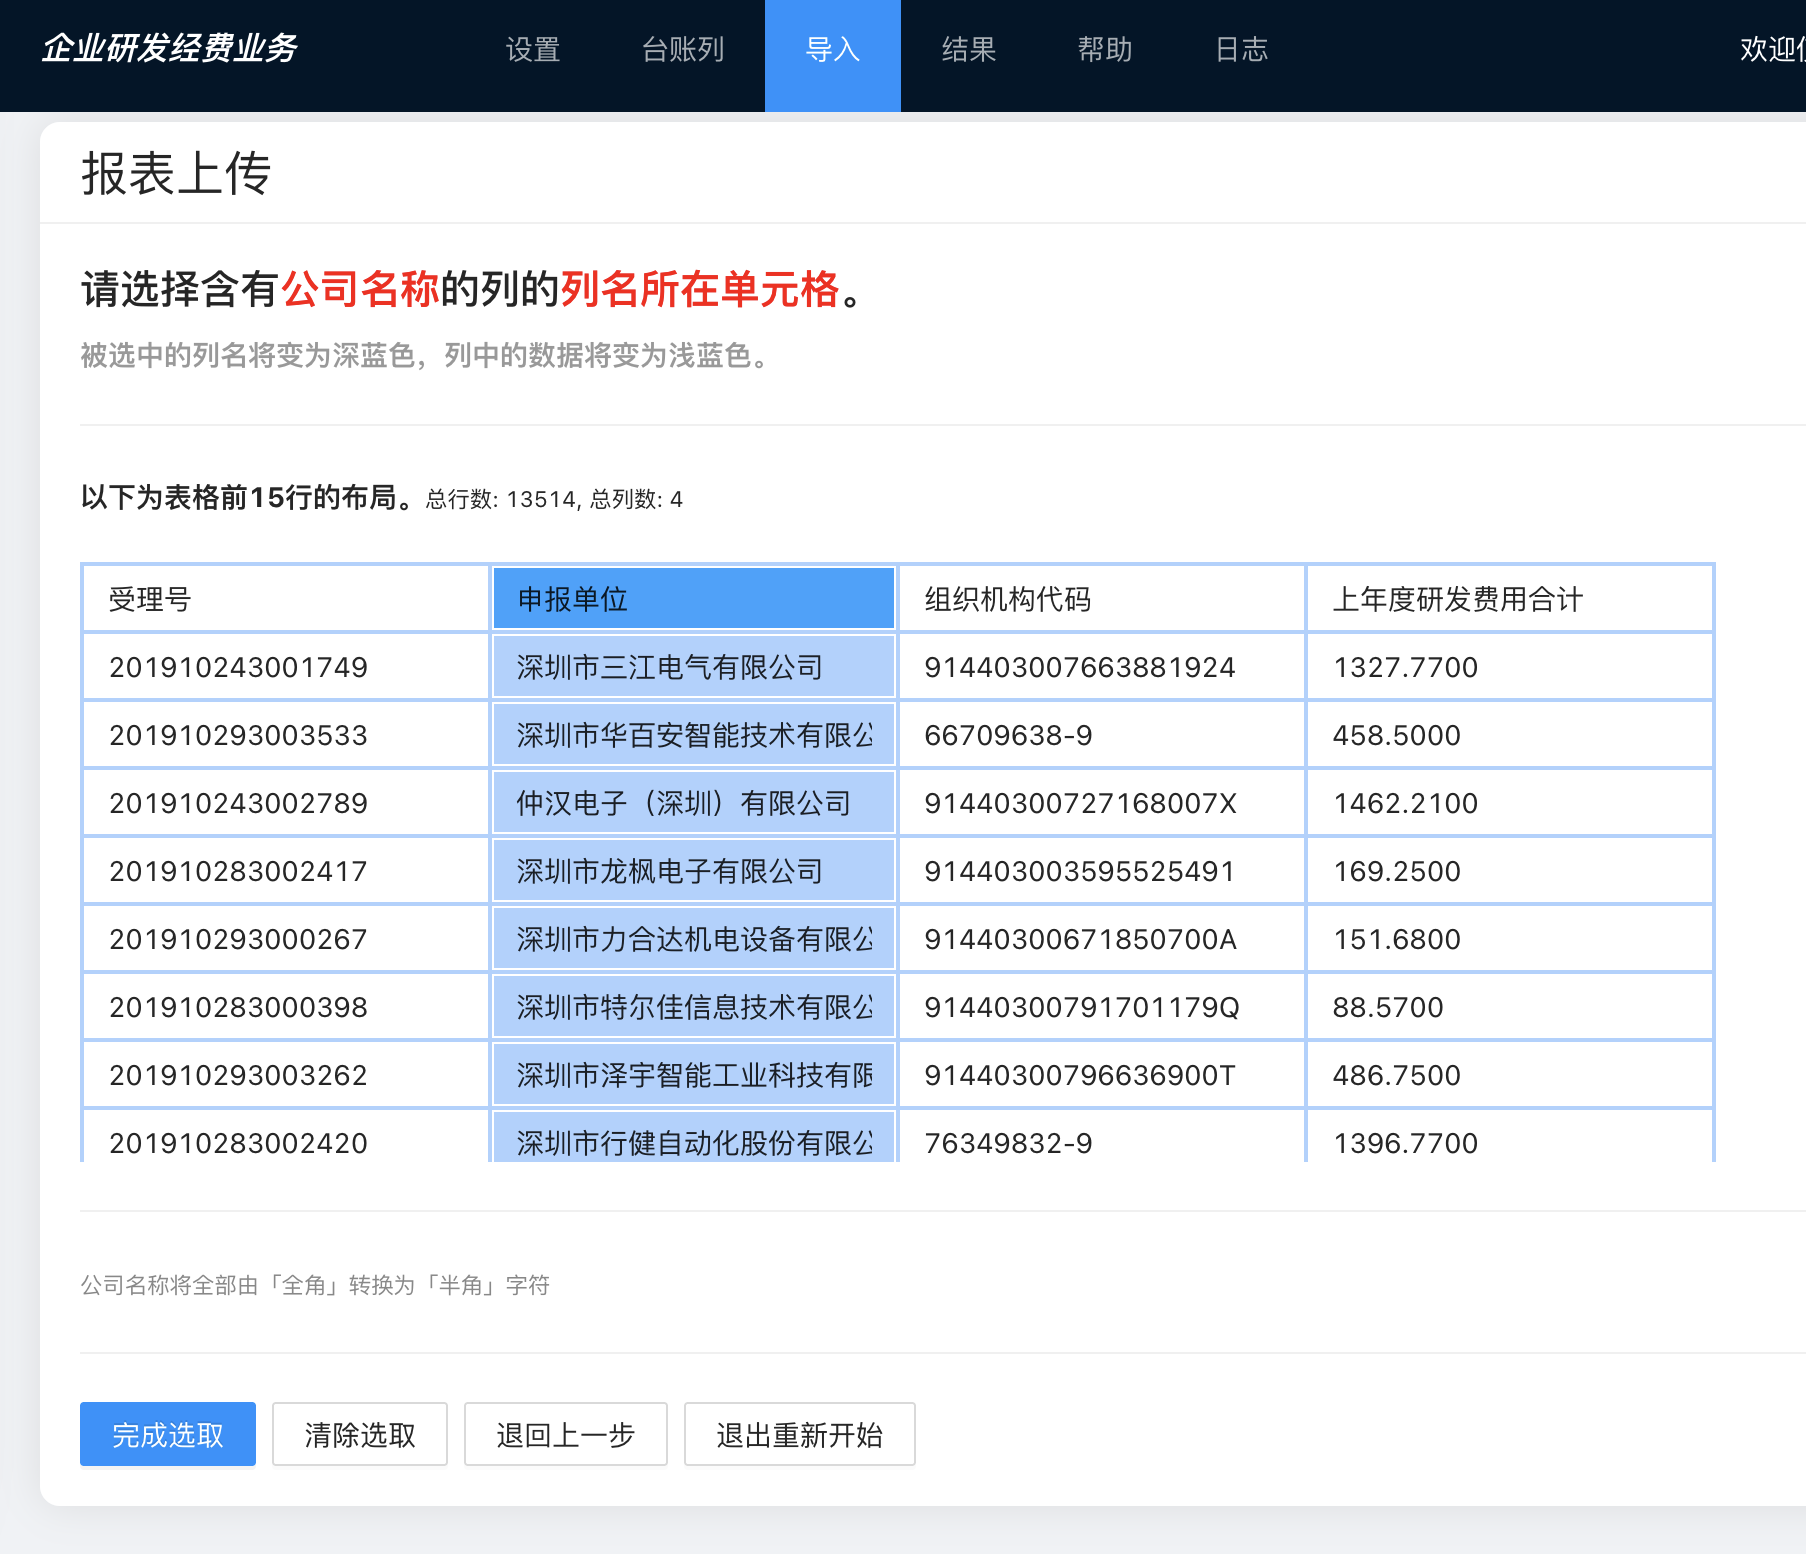 企业研发经费业务 设置 台账列 导入 结果 帮助 日志 欢迎
报表上传
请选择含有公司名称的列的列名所在单元格。
被选中的列名将变为深蓝色，列中的数据将变为浅蓝色。
以下为表格前15行的布局。总行数: 13514, 总列数: 4
受理号 申报单位 组织机构代码 上年度研发费用合计
201910243001749 深圳市三江电气有限公司 914403007663881924 1327.7700
201910293003533 深圳市华百安智能技术有限公 66709638-9 458.5000
201910243002789 仲汉电子（深圳）有限公司 91440300727168007X 1462.2100
201910283002417 深圳市龙枫电子有限公司 914403003595525491 169.2500
201910293000267 深圳市力合达机电设备有限公 91440300671850700A 151.6800
201910283000398 深圳市特尔佳信息技术有限公 91440300791701179Q 88.5700
201910293003262 深圳市泽宇智能工业科技有限 91440300796636900T 486.7500
201910283002420 深圳市行健自动化股份有限公 76349832-9 1396.7700
公司名称将全部由「全角」转换为「半角」字符
完成选取 清除选取 退回上一步 退出重新开始